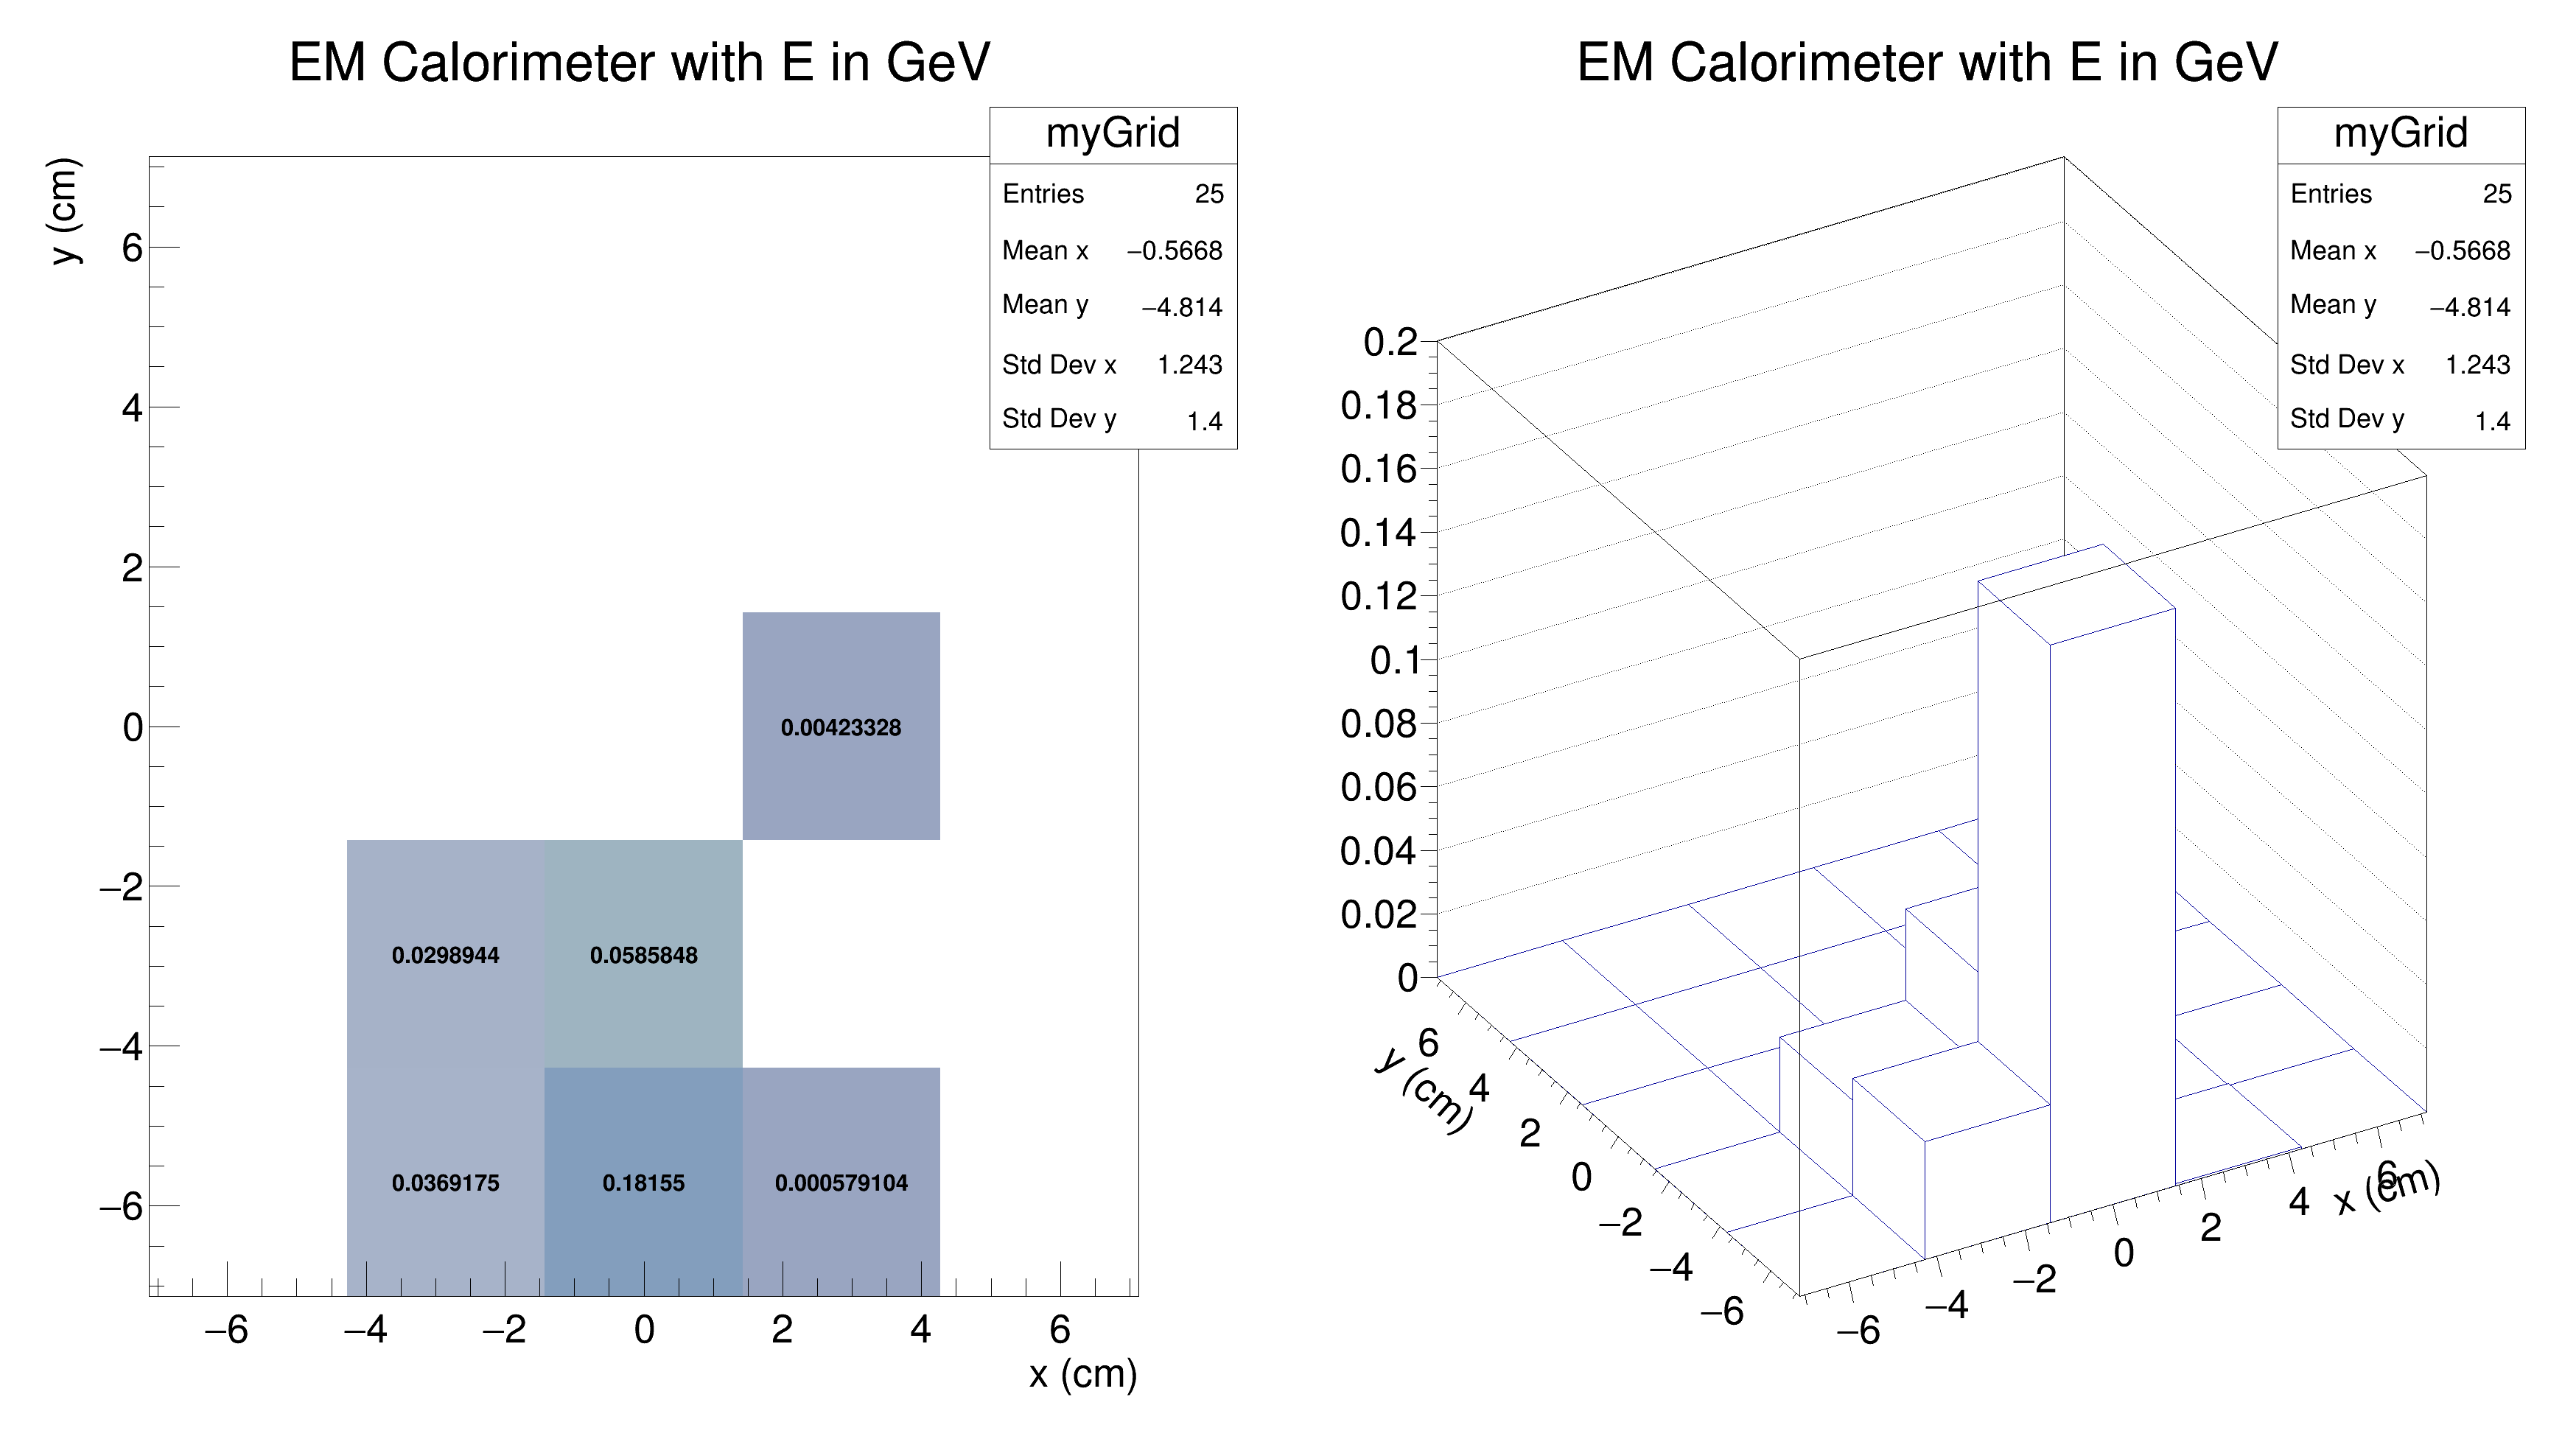 EM Calorimeter with E in GeV
myGrid
Entries 25
Mean x −0.5668
Mean y −4.814
Std Dev x 1.243
Std Dev y 1.4
y (cm)
6
4
2
0
−2
−4
−6
0.00423328
0.0298944 0.0585848
0.0369175 0.18155 0.000579104
−6 −4 −2 0 2 4 6
x (cm)
EM Calorimeter with E in GeV
myGrid
Entries 25
Mean x −0.5668
Mean y −4.814
Std Dev x 1.243
Std Dev y 1.4
0.2
0.18
0.16
0.14
0.12
0.1
0.08
0.06
0.04
0.02
0
y (cm)
6
4
2
0
−2
−4
−6
−6 −4 −2 0 2 4 6
x (cm)